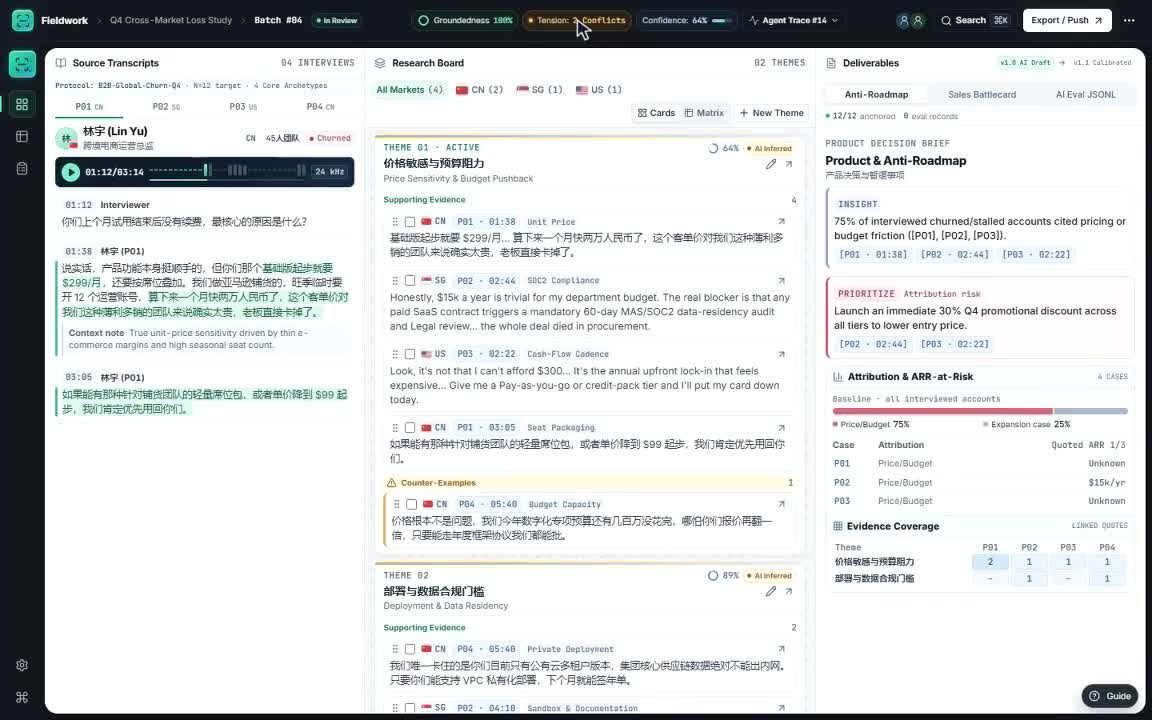 Fieldwork
Q4 Cross-Market Loss Study
Batch #04
In Review
Groundedness 100%
Tension: 2 Conflicts
Confidence: 64%
Agent Trace #14
Search ⌘K
Export / Push
Source Transcripts
04 INTERVIEWS
Protocol: B2B-Global-Churn-Q4 · N=12 target · 4 Core Archetypes
P01 CN
P02 SG
P03 US
P04 CN
林
林宇 (Lin Yu)
跨境电商运营总监
CN
45人团队
Churned
01:12/03:14
24 kHz
01:12 Interviewer
你们上个月试用结束后没有续费，最核心的原因是什么？
01:38 林宇 (P01)
说实话，产品功能本身挺顺手的，但你们那个基础版起步就要
$299/月，还要按席位叠加。我们做亚马逊铺货的，旺季临时要
开 12 个运营账号，算下来一个月快两万人民币了，这个客单价对
我们这种薄利多销的团队来说确实太贵，老板直接卡掉了。
Context note True unit-price sensitivity driven by thin e-
commerce margins and high seasonal seat count.
03:05 林宇 (P01)
如果能有那种针对铺货团队的轻量席位包，或者单价降到 $99 起
步，我们肯定优先用回你们。
Research Board
02 THEMES
All Markets (4)
CN (2)
SG (1)
US (1)
Cards
Matrix
New Theme
THEME 01 · ACTIVE
64%
AI Inferred
价格敏感与预算阻力
Price Sensitivity & Budget Pushback
Supporting Evidence
4
CN P01 · 01:38 Unit Price
基础版起步就要 $299/月... 算下来一个月快两万人民币了，这个客单价对我们这种薄利多
销的团队来说确实太贵，老板直接卡掉了。
SG P02 · 02:44 SOC2 Compliance
Honestly, $15k a year is trivial for my department budget. The real blocker is that any
paid SaaS contract triggers a mandatory 60-day MAS/SOC2 data-residency audit
and Legal review... the whole deal died in procurement.
US P03 · 02:22 Cash-Flow Cadence
Look, it's not that I can't afford $300... It's the annual upfront lock-in that feels
expensive... Give me a Pay-as-you-go or credit-pack tier and I'll put my card down
today.
CN P01 · 03:05 Seat Packaging
如果能有那种针对铺货团队的轻量席位包，或者单价降到 $99 起步，我们肯定优先用回你
们。
Counter-Examples
1
CN P04 · 05:40 Budget Capacity
价格根本不是问题，我们今年数字化专项预算还有几百万没花完，哪怕你们报价再翻一
倍，只要能走年度框架协议我们都能批。
THEME 02
89%
AI Inferred
部署与数据合规门槛
Deployment & Data Residency
Supporting Evidence
2
CN P04 · 05:40 Private Deployment
我们唯一卡住的是你们目前只有公有云多租户版本，集团核心供应链数据绝对不能出内网。
只要你们能支持 VPC 私有化部署，下个月就能签年单。
SG P02 · 04:10 Sandbox & Documentation
Deliverables
v1.0 AI Draft → v1.1 Calibrated
Anti-Roadmap
Sales Battlecard
AI Eval JSONL
12/12 anchored 0 eval records
PRODUCT DECISION BRIEF
Product & Anti-Roadmap
产品决策与暂缓事项
INSIGHT
75% of interviewed churned/stalled accounts cited pricing or
budget friction ([P01], [P02], [P03]).
[P01 · 01:38] [P02 · 02:44] [P03 · 02:22]
PRIORITIZE Attribution risk
Launch an immediate 30% Q4 promotional discount across
all tiers to lower entry price.
[P02 · 02:44] [P03 · 02:22]
Attribution & ARR-at-Risk
4 CASES
Baseline · all interviewed accounts
Price/Budget 75%
Expansion case 25%
Case Attribution Quoted ARR 1/3
P01 Price/Budget Unknown
P02 Price/Budget $15k/yr
P03 Price/Budget Unknown
Evidence Coverage
LINKED QUOTES
Theme P01 P02 P03 P04
价格敏感与预算阻力 2 1 1 1
部署与数据合规门槛 – 1 – 1
Guide